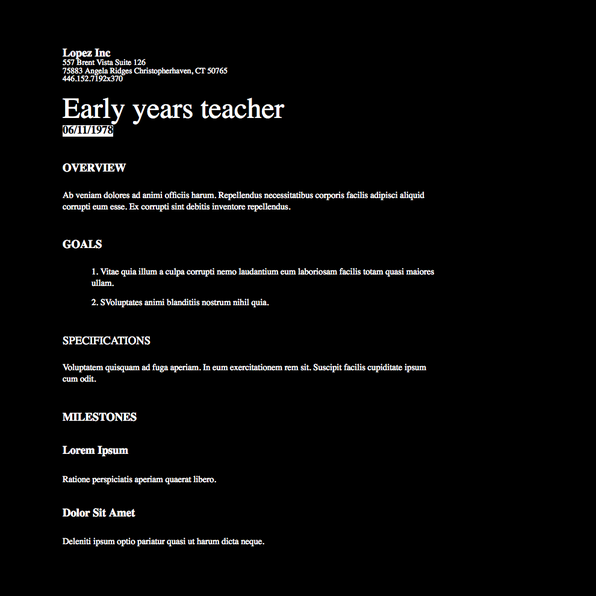 Lopez Inc
557 Brent Vista Suite 126
75883 Angela Ridges Christopherhaven, CT 50765
446.152.7192x370
Early years teacher
06/11/1978
OVERVIEW
Ab veniam dolores ad animi officiis harum. Repellendus necessitatibus corporis facilis adipisci aliquid
corrupti eum esse. Ex corrupti sint debitis inventore repellendus.
GOALS
1. Vitae quia illum a culpa corrupti nemo laudantium eum laboriosam facilis totam quasi maiores
ullam.
2. SVoluptates animi blanditiis nostrum nihil quia.
SPECIFICATIONS
Voluptatem quisquam ad fuga aperiam. In eum exercitationem rem sit. Suscipit facilis cupiditate ipsum
cum odit.
MILESTONES
Lorem Ipsum
Ratione perspiciatis aperiam quaerat libero.
Dolor Sit Amet
Deleniti ipsum optio pariatur quasi ut harum dicta neque.